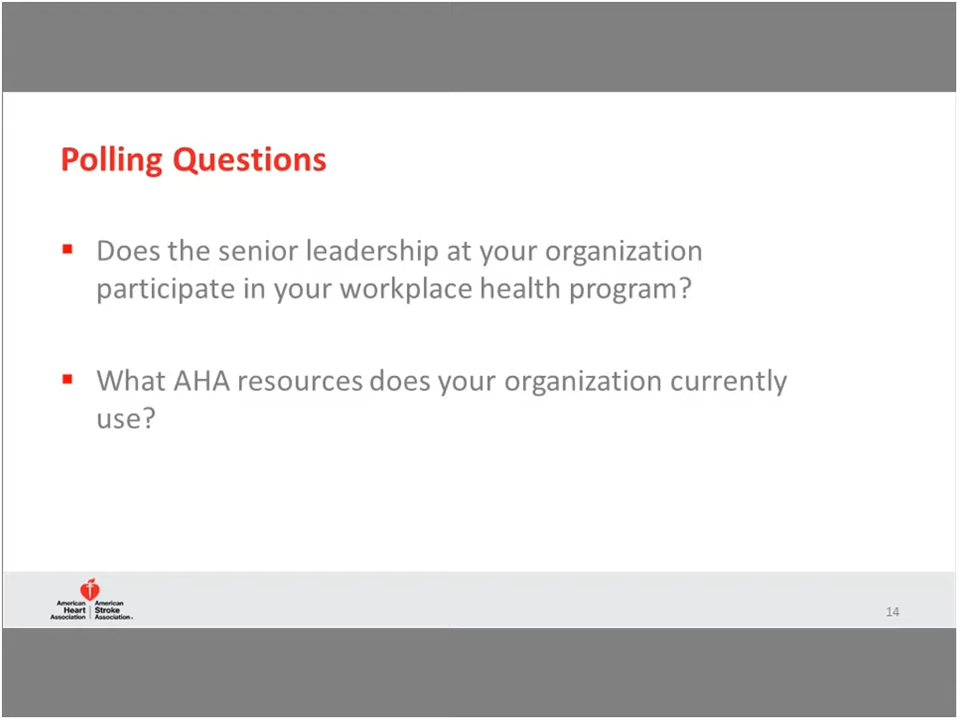 Polling Questions
Does the senior leadership at your organization
participate in your workplace health program?
What AHA resources does your organization currently
use?
American Heart Association
American Stroke Association.
14